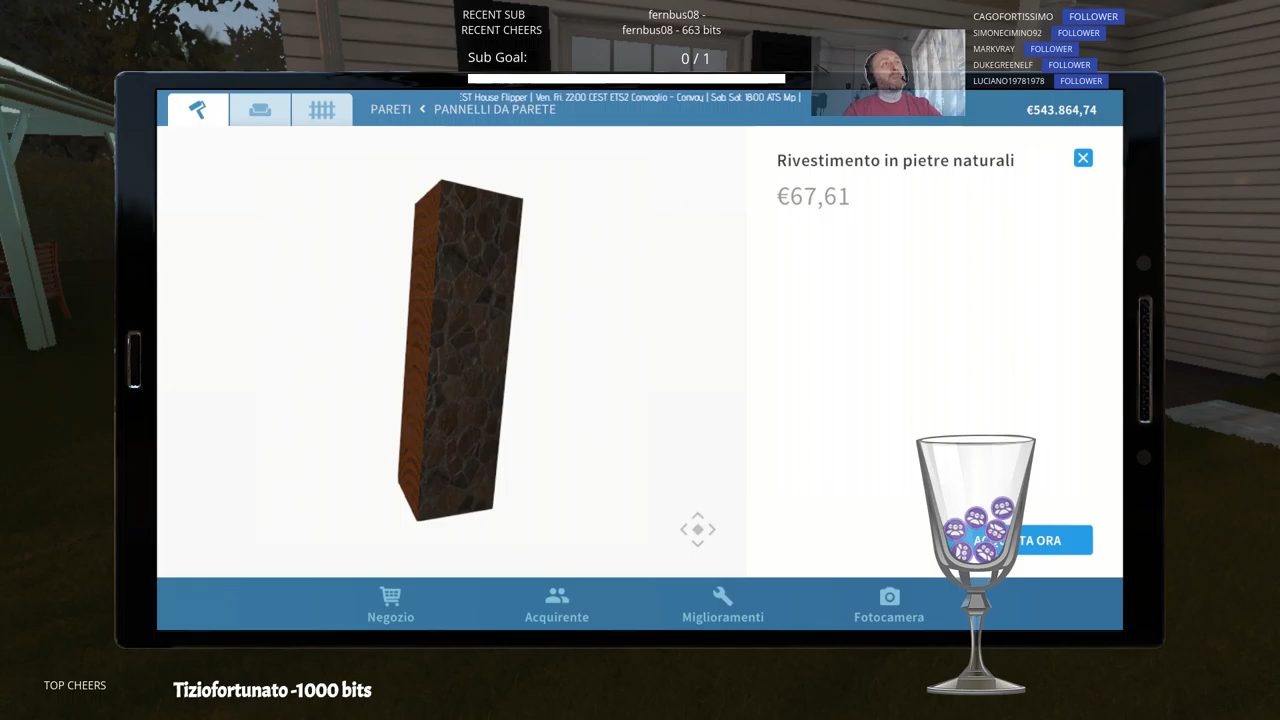 RECENT SUB
fernbus08 -
RECENT CHEERS
fernbus08 - 663 bits
Sub Goal:
0 / 1
CAGOFORTISSIMO FOLLOWER
SIMONECIMINO92 FOLLOWER
MARKVRAY FOLLOWER
DUKEGREENELF FOLLOWER
LUCIANO19781978 FOLLOWER
EST House Flipper | Ven. Fri. 22:00 CEST ETS2 Convoglio - Convoy | Sab. Sat. 18:00 ATS Mp |
PARETI < PANNELLI DA PARETE
€543.864,74
Rivestimento in pietre naturali
€67,61
TA ORA
Negozio
Acquirente
Miglioramenti
Fotocamera
TOP CHEERS
Tiziofortunato -1000 bits